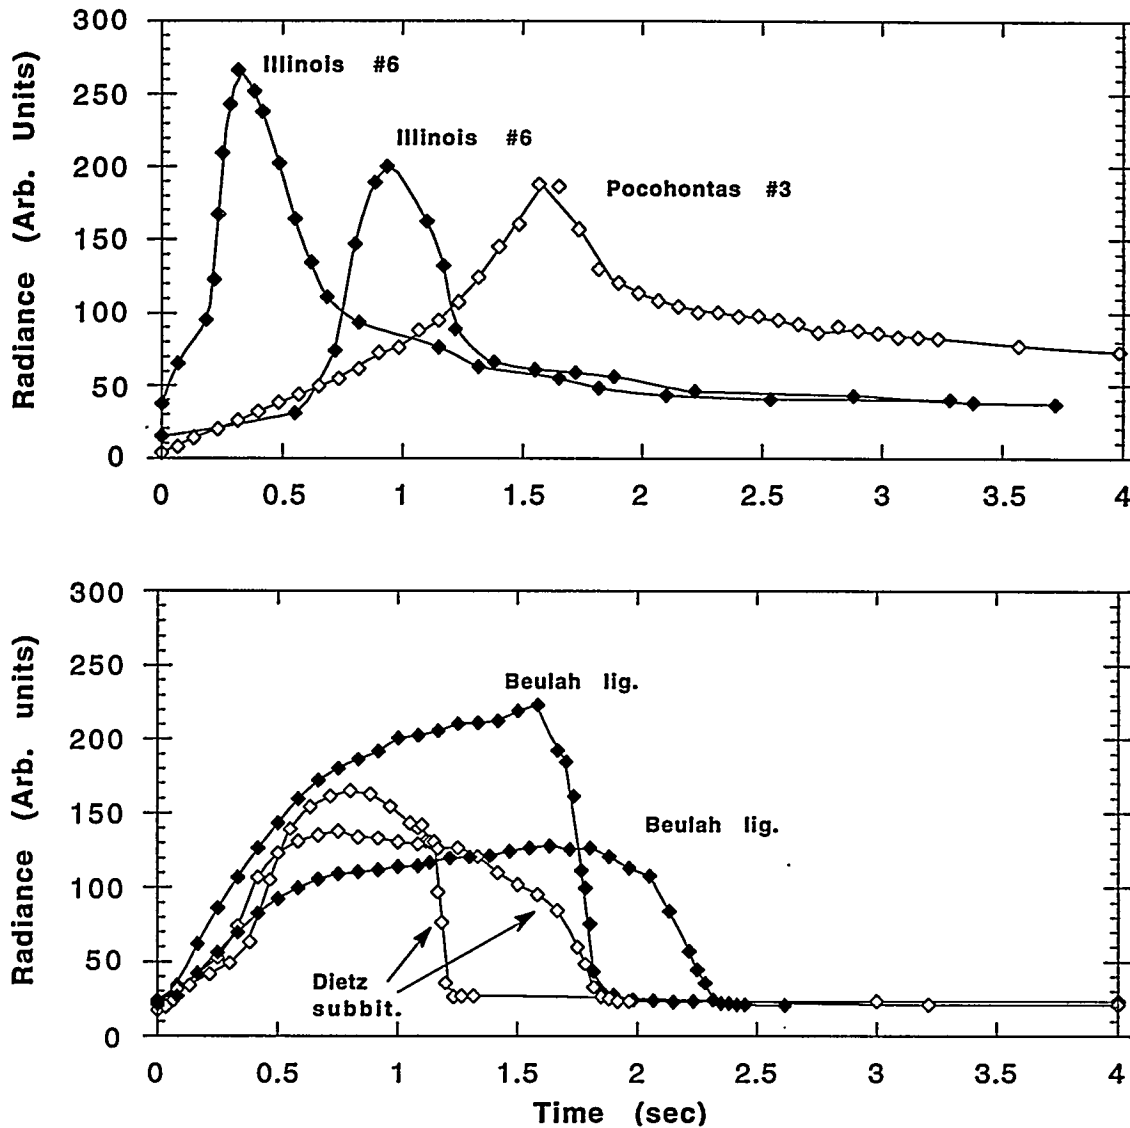 300
250
200
150
100
50
0
Radiance (Arb. Units)
Illinois #6
Illinois #6
Pocohontas #3
0 0.5 1 1.5 2 2.5 3 3.5 4
300
250
200
150
100
50
0
Radiance (Arb. units)
Beulah lig.
Beulah lig.
Dietz
subbit.
0 0.5 1 1.5 2 2.5 3 3.5 4
Time (sec)